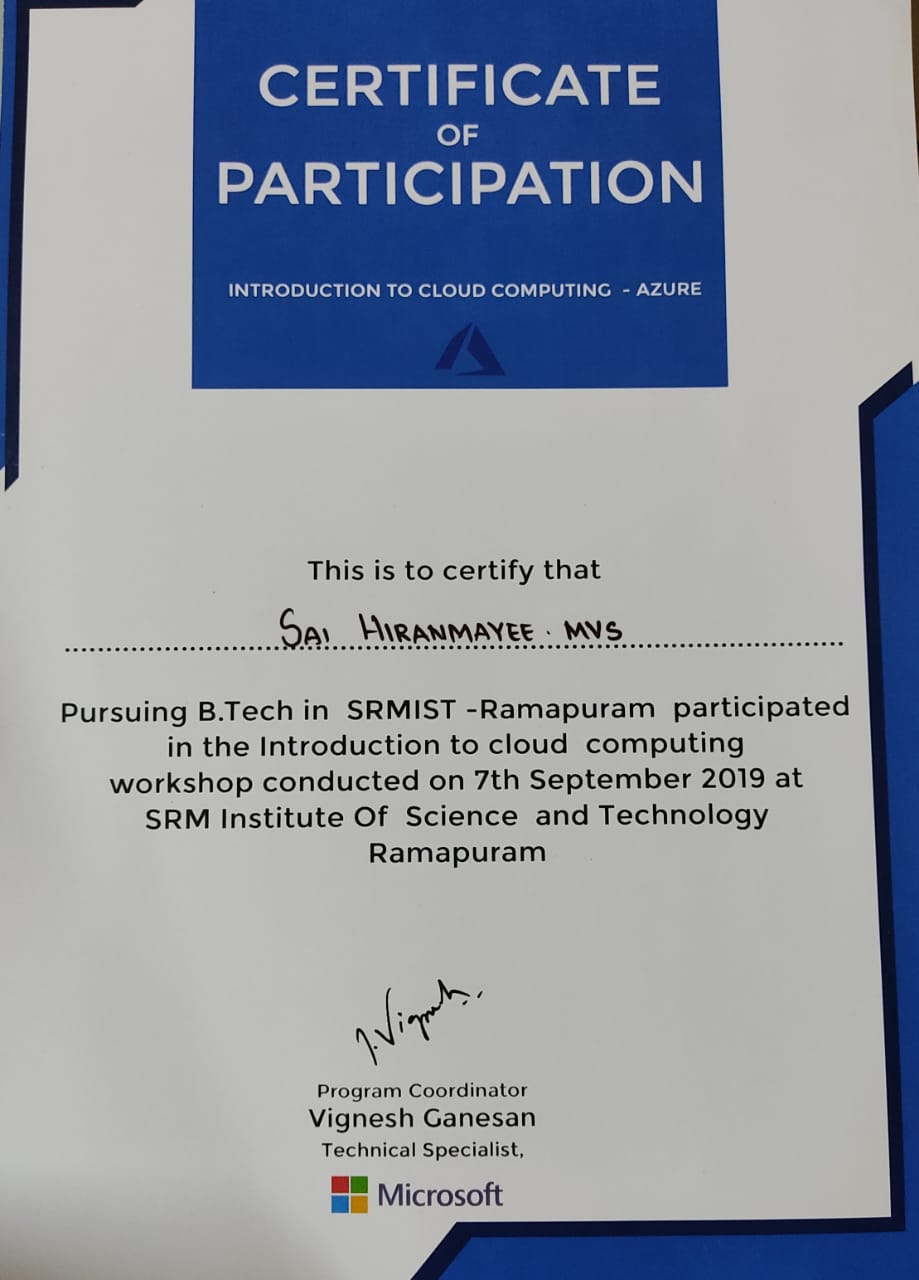 CERTIFICATE
OF
PARTICIPATION
INTRODUCTION TO CLOUD COMPUTING - AZURE
This is to certify that
SAI HIRANMAYEE . MVS
Pursuing B.Tech in SRMIST -Ramapuram participated
in the Introduction to cloud computing
workshop conducted on 7th September 2019 at
SRM Institute Of Science and Technology
Ramapuram
J. Vignesh.
Program Coordinator
Vignesh Ganesan
Technical Specialist,
Microsoft